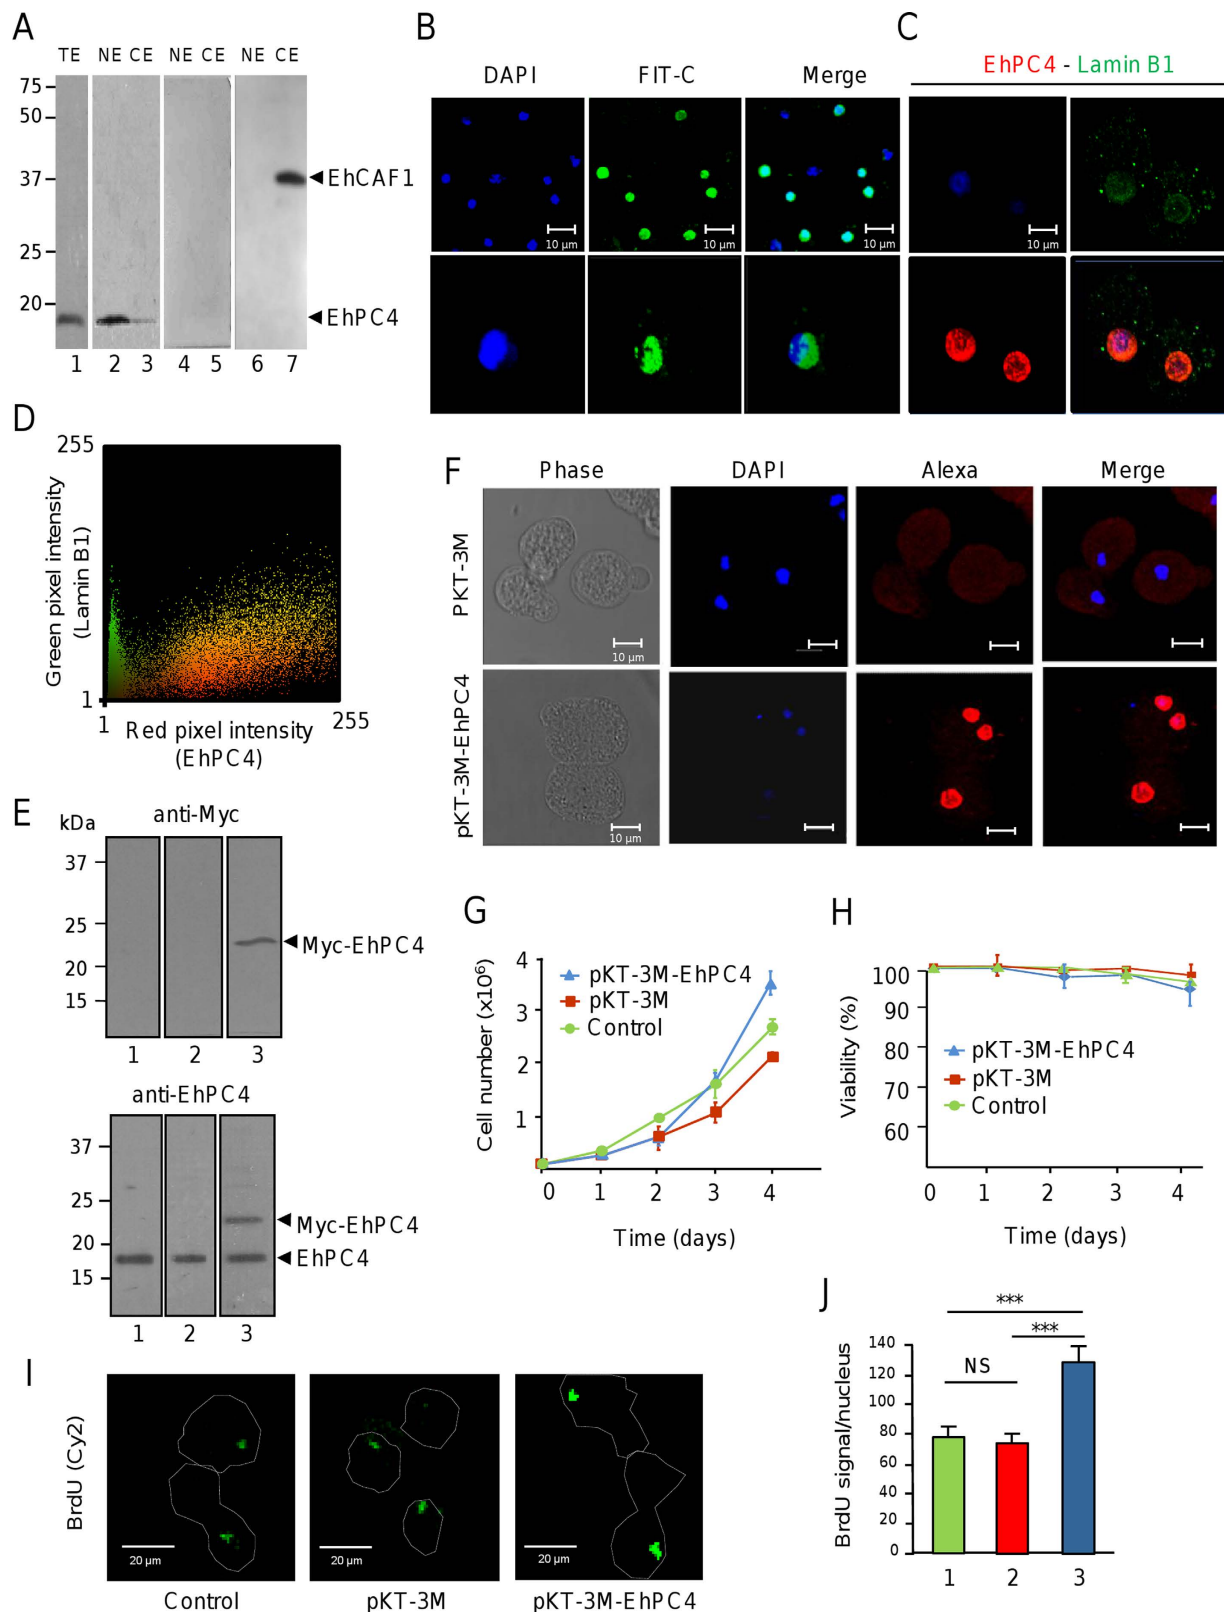 A
TE NE CE NE CE NE CE
75
50
37
25
20
EhCAF1
EhPC4
1 2 3 4 5 6 7
B
DAPI FIT-C Merge
10 µm 10 µm 10 µm
C
EhPC4 - Lamin B1
10 µm
D
255
Green pixel intensity
(Lamin B1)
1
1 255
Red pixel intensity
(EhPC4)
E
kDa anti-Myc
37
25
20
15
Myc-EhPC4
1 2 3
anti-EhPC4
37
25
20
15
Myc-EhPC4
EhPC4
1 2 3
F
Phase DAPI Alexa Merge
PKT-3M
10 µm
pKT-3M-EhPC4
10 µm
G
Cell number (x10⁶)
4
3
2
1
pKT-3M-EhPC4
pKT-3M
Control
0 1 2 3 4
Time (days)
H
Viability (%)
100
90
80
70
60
pKT-3M-EhPC4
pKT-3M
Control
0 1 2 3 4
Time (days)
I
BrdU (Cy2)
20 µm 20 µm 20 µm
Control pKT-3M pKT-3M-EhPC4
J
BrdU signal/nucleus
140
120
100
80
60
40
20
0
***
***
NS
1 2 3